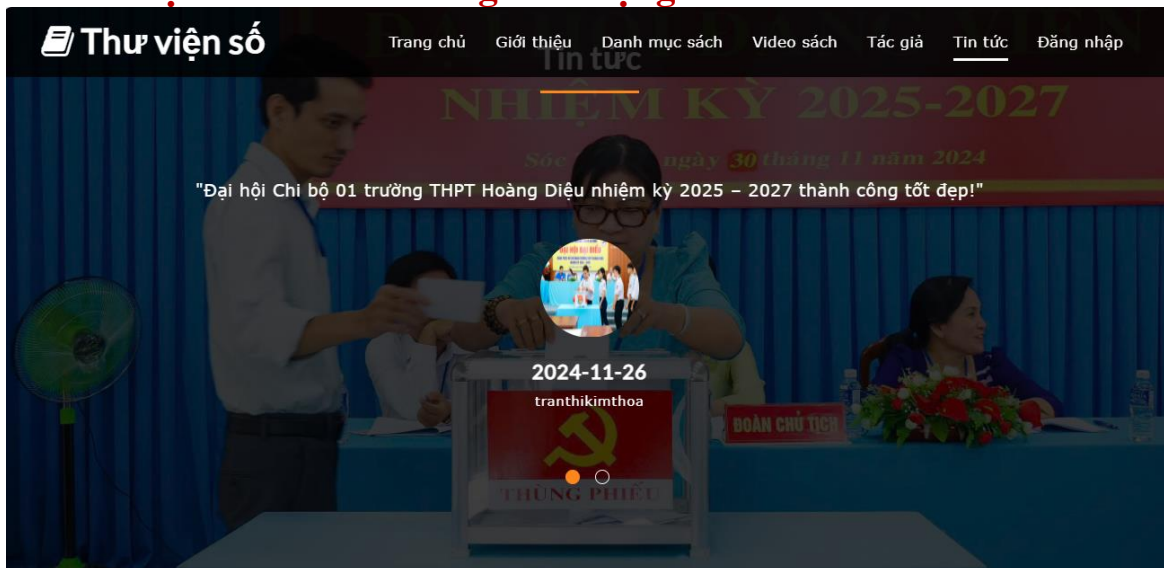 Thư viện số
Trang chủ Giới thiệu Danh mục sách Video sách Tác giả Tin tức Đăng nhập
Tin tức
NHIỆM KỲ 2025-2027
Sóc ngày 30 tháng 11 năm 2024
"Đại hội Chi bộ 01 trường THPT Hoàng Diệu nhiệm kỳ 2025 – 2027 thành công tốt đẹp!"
2024-11-26
tranthikimthoa
ĐOÀN CHỦ TỊCH
THÙNG PHIẾU